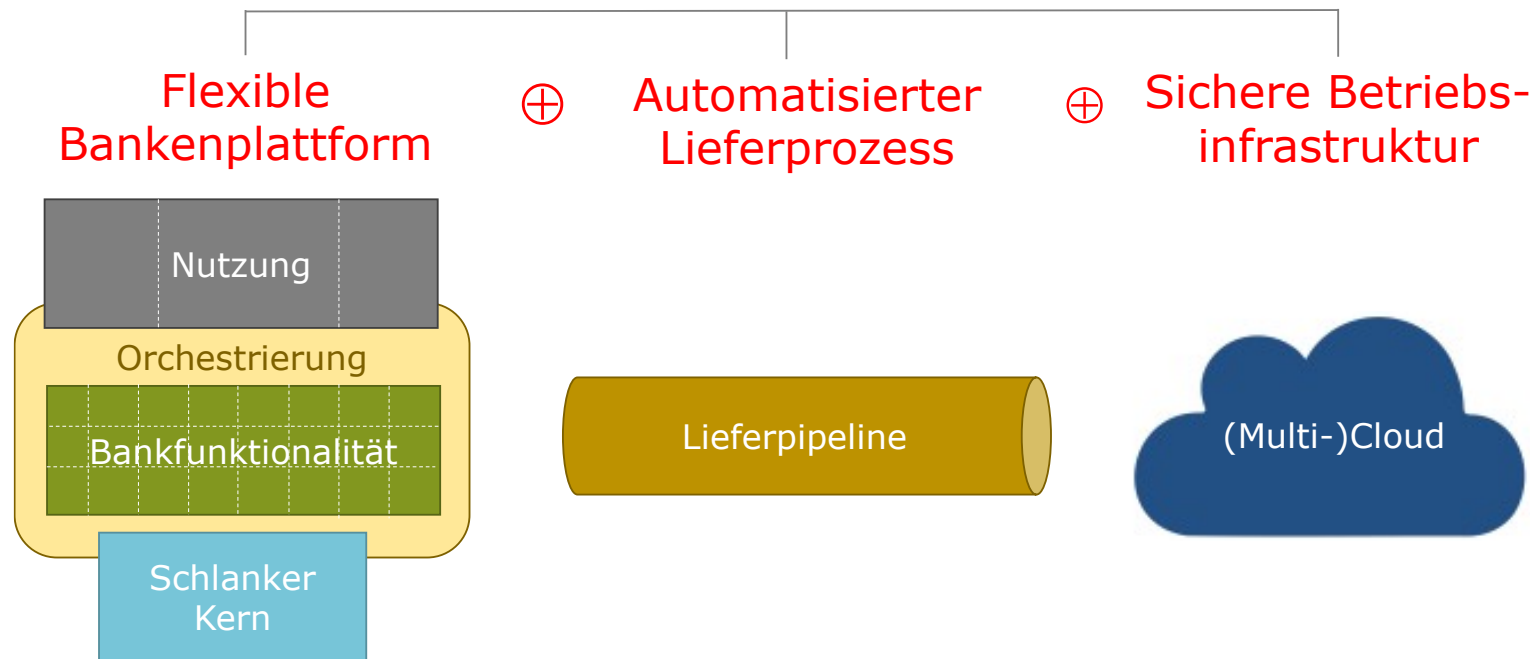 Flexible
Bankenplattform
⊕
Automatisierter
Lieferprozess
⊕
Sichere Betriebs-
infrastruktur
Nutzung
Orchestrierung
Bankfunktionalität
Schlanker
Kern
Lieferpipeline
(Multi-)Cloud